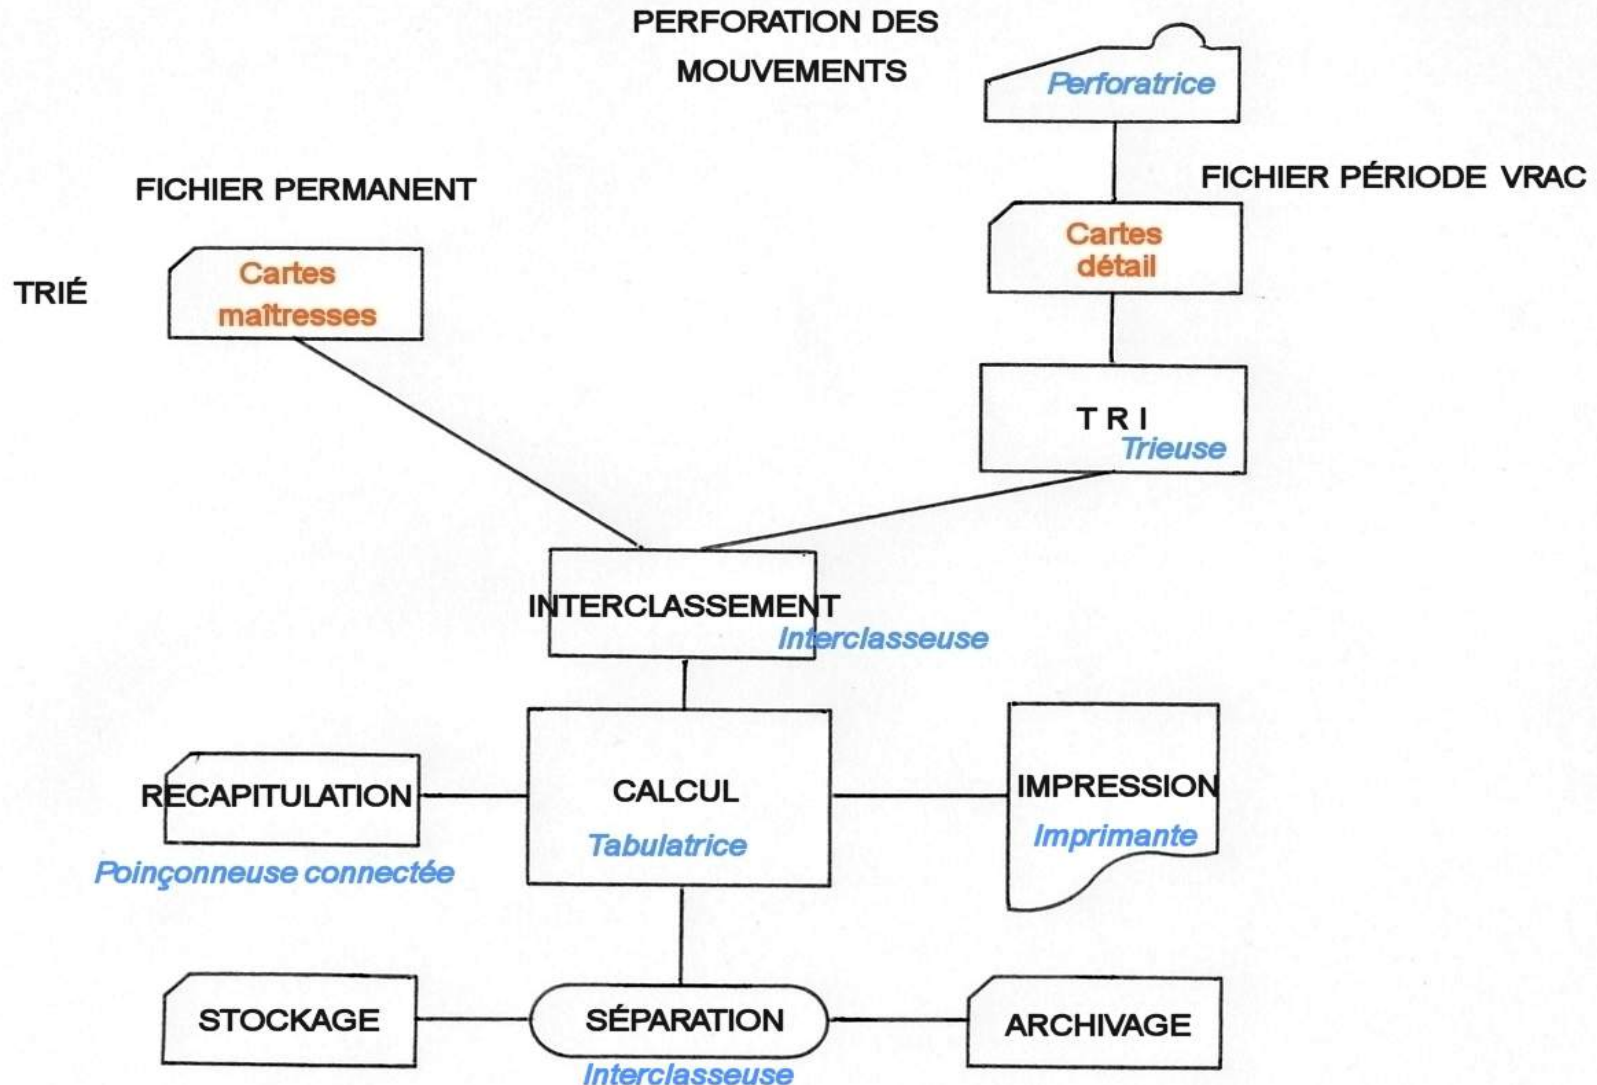 PERFORATION DES
MOUVEMENTS
Perforatrice
FICHIER PERMANENT
FICHIER PÉRIODE VRAC
TRIÉ
Cartes
maîtresses
Cartes
détail
T R I
Trieuse
INTERCLASSEMENT
Interclasseuse
RECAPITULATION
Poinçonneuse connectée
CALCUL
Tabulatrice
IMPRESSION
Imprimante
STOCKAGE
SÉPARATION
Interclasseuse
ARCHIVAGE